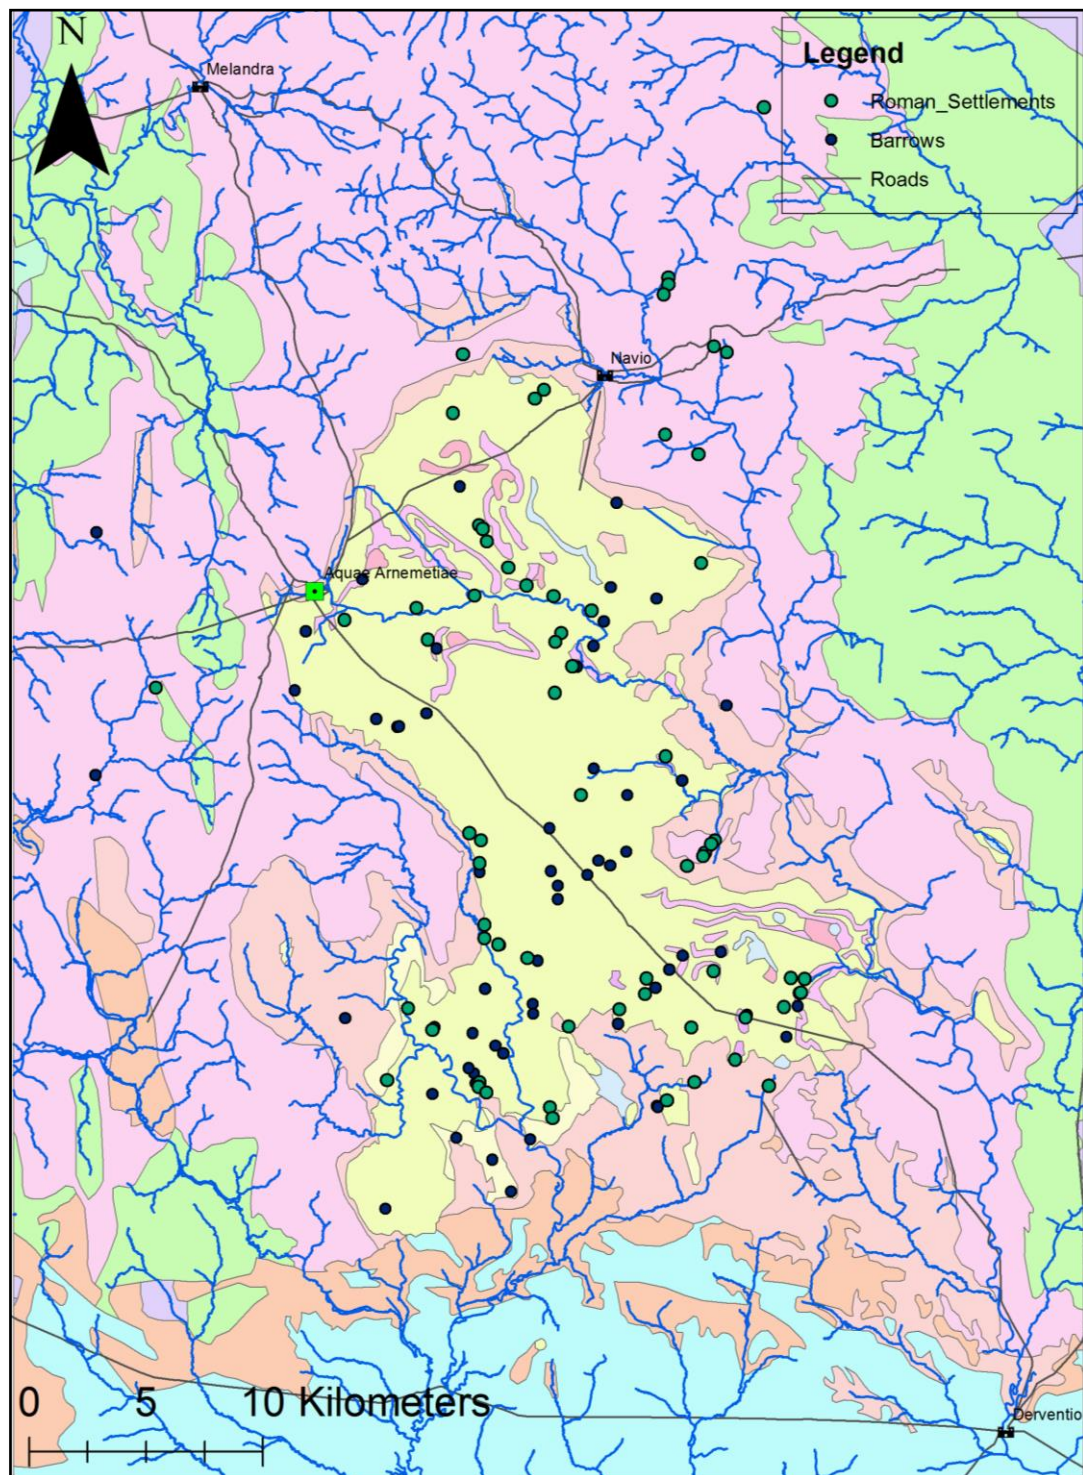 N
Melandra
Legend
Roman_Settlements
Barrows
Roads
Navio
Aquae Arnemetiae
0 5 10 Kilometers
Derventio